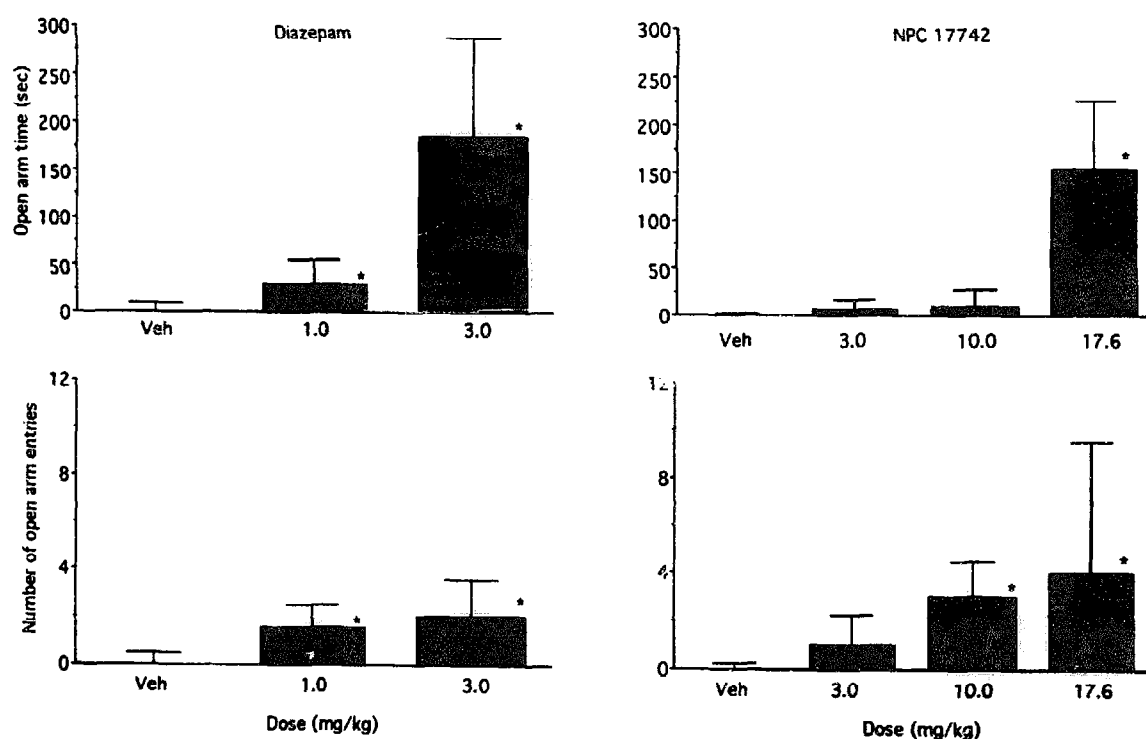 Diazepam
Open arm time (sec)
300
250
200
150
100
50
0
*
*
Veh 1.0 3.0
NPC 17742
300
250
200
150
100
50
0
*
Veh 3.0 10.0 17.6
Number of open arm entries
12
8
4
0
*
*
Veh 1.0 3.0
Dose (mg/kg)
12
8
4
0
*
*
Veh 3.0 10.0 17.6
Dose (mg/kg)